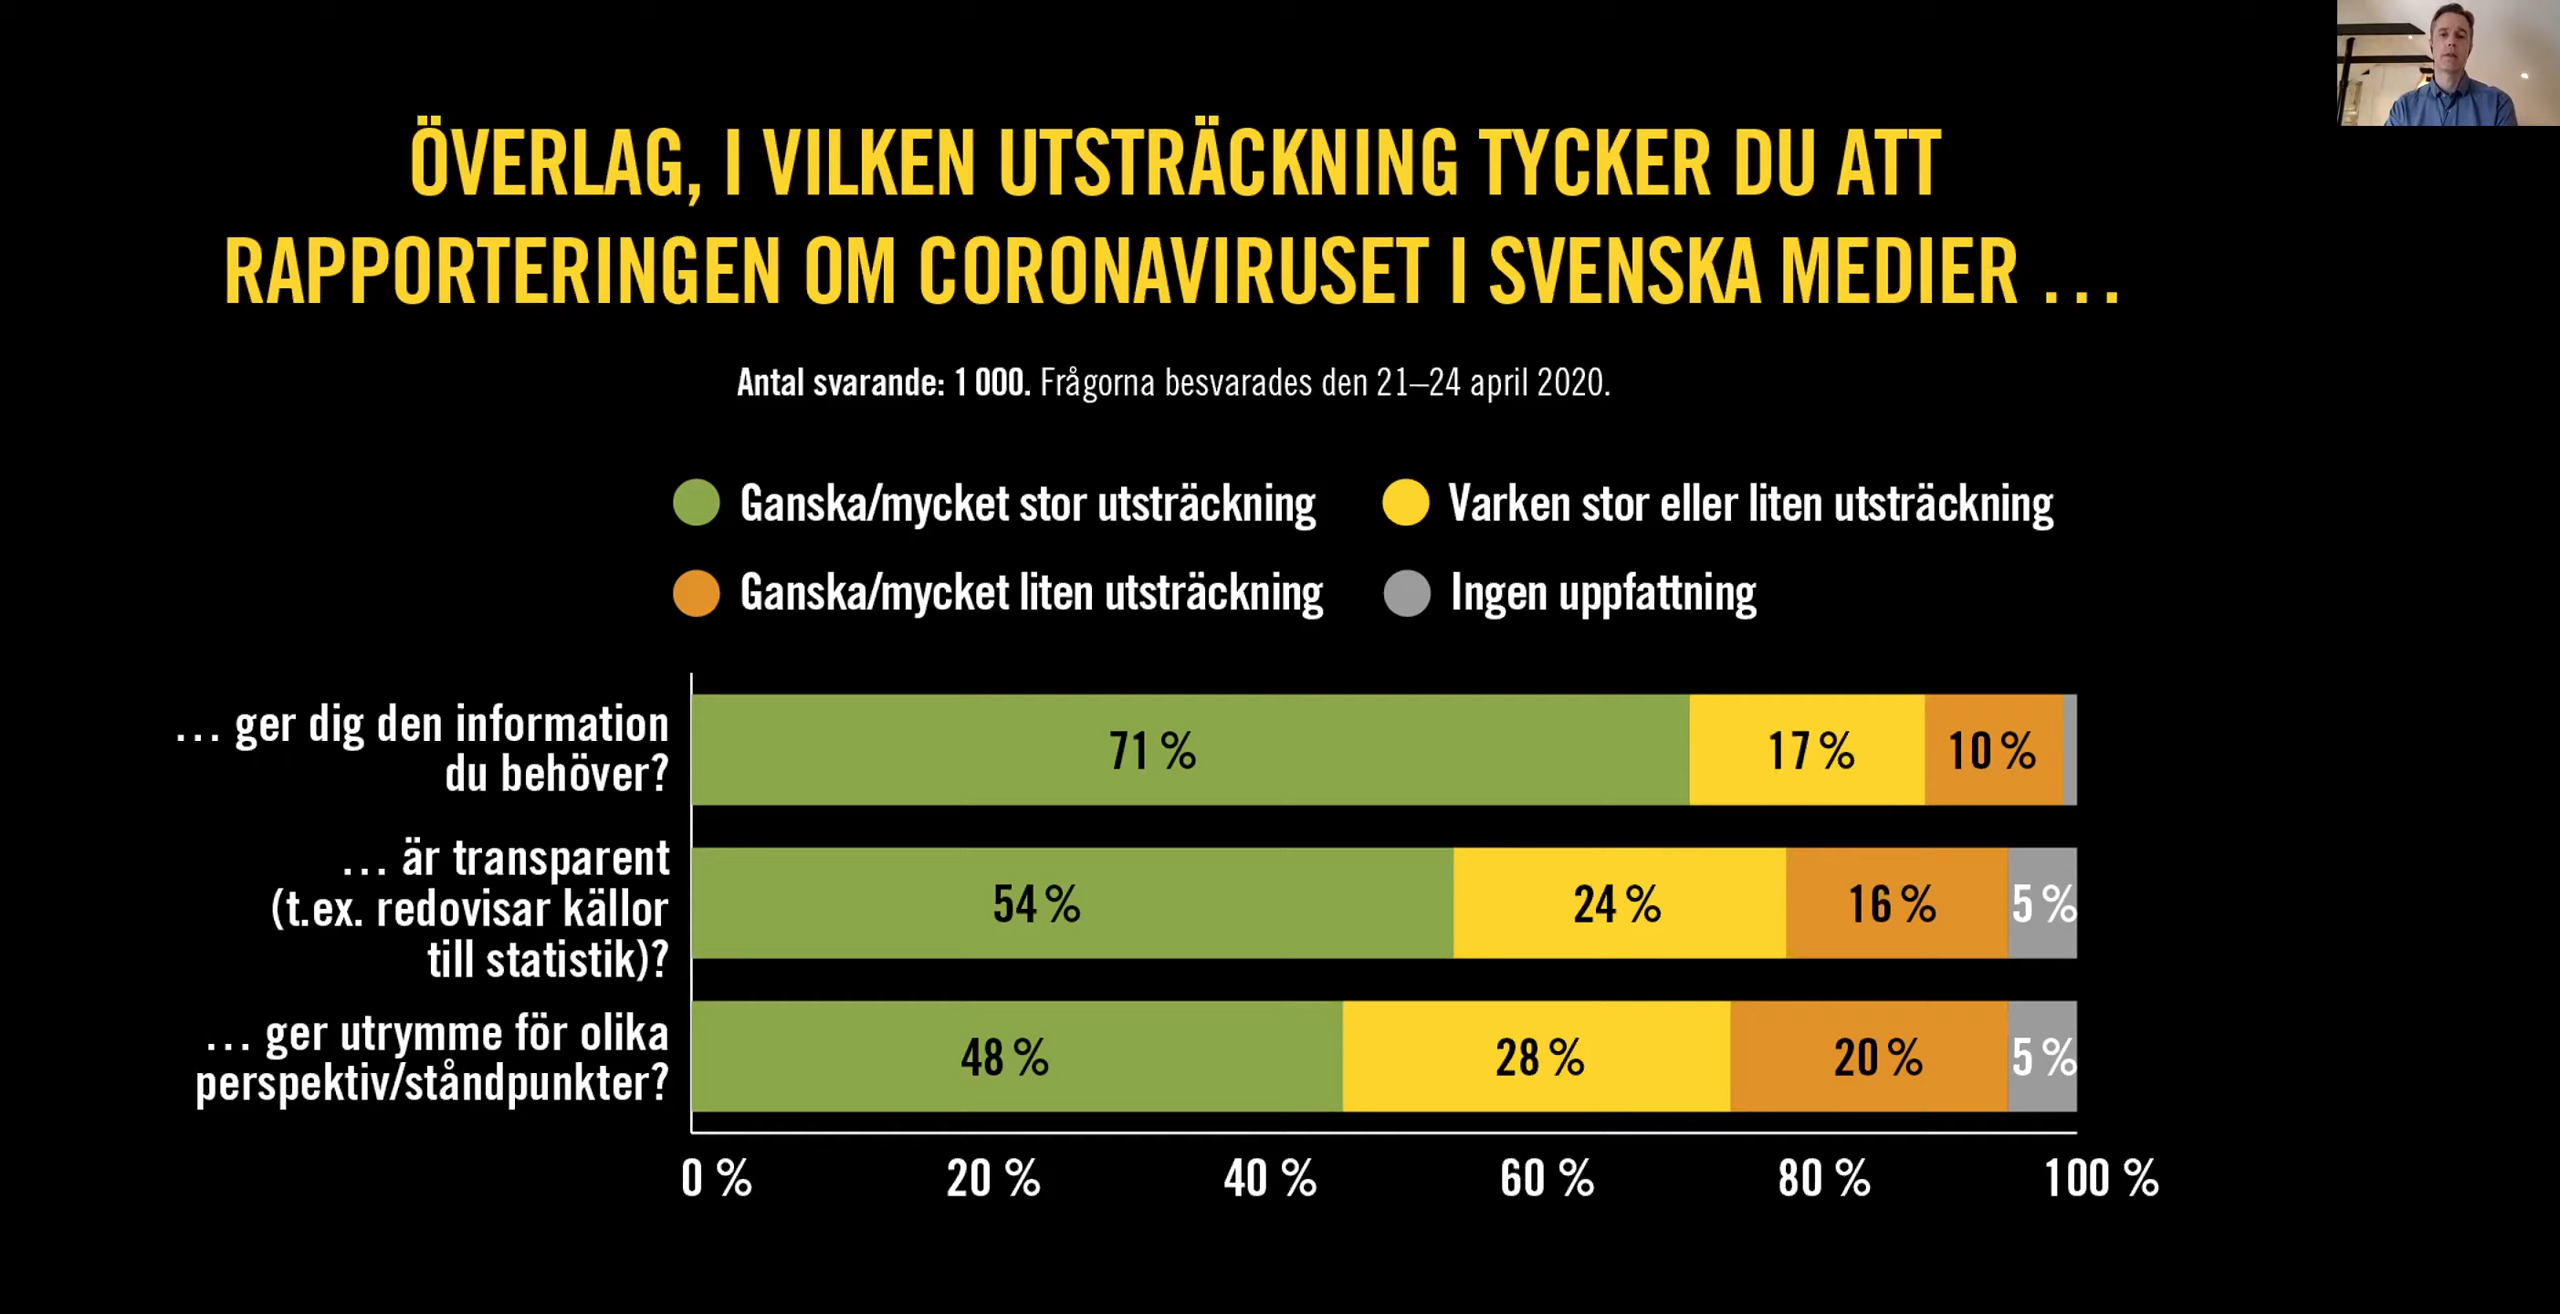 ÖVERLAG, I VILKEN UTSTRÄCKNING TYCKER DU ATT
RAPPORTERINGEN OM CORONAVIRUSET I SVENSKA MEDIER …
Antal svarande: 1 000. Frågorna besvarades den 21–24 april 2020.
Ganska/mycket stor utsträckning
Varken stor eller liten utsträckning
Ganska/mycket liten utsträckning
Ingen uppfattning
… ger dig den information
du behöver?
71 %
17 %
10 %
… är transparent
(t.ex. redovisar källor
till statistik)?
54 %
24 %
16 %
5 %
… ger utrymme för olika
perspektiv/ståndpunkter?
48 %
28 %
20 %
5 %
0 %
20 %
40 %
60 %
80 %
100 %